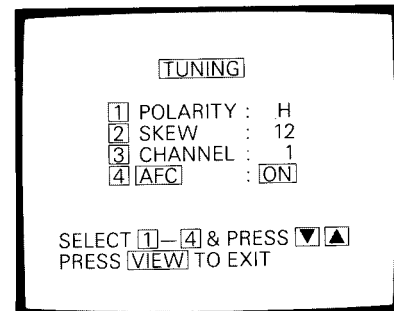 TUNING
1 POLARITY : H
2 SKEW : 12
3 CHANNEL : 1
4 AFC : ON
SELECT 1—4 & PRESS ▼ ▲
PRESS VIEW TO EXIT